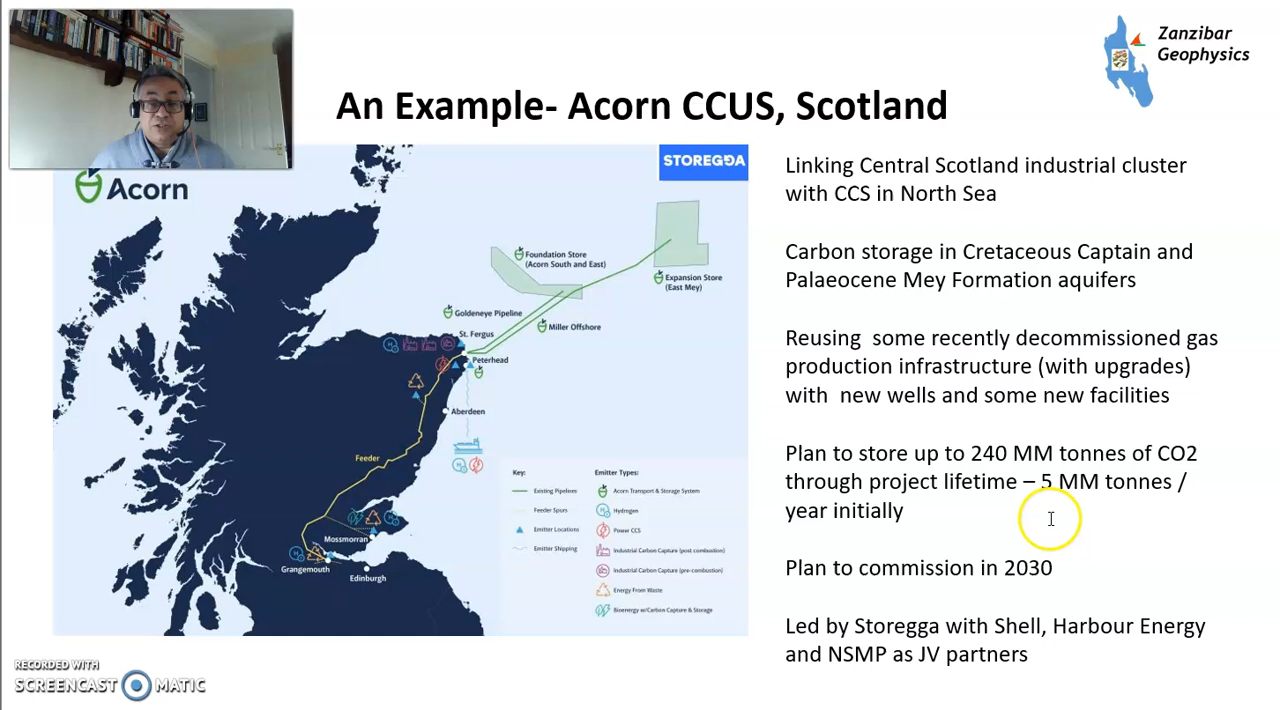 Zanzibar
Geophysics
An Example- Acorn CCUS, Scotland
Acorn
STOREGGA
Foundation Store
(Acorn South and East)
Expansion Store
(East Mey)
Goldeneye Pipeline
Miller Offshore
St. Fergus
Peterhead
Aberdeen
Feeder
Mossmorran
Grangemouth
Edinburgh
Key:
Existing Pipelines
Feeder Spurs
Emitter Locations
Emitter Shipping
Emitter Types:
Acorn Transport & Storage System
Hydrogen
Power CCS
Industrial Carbon Capture (post combustion)
Industrial Carbon Capture (pre-combustion)
Energy From Waste
Bioenergy w/Carbon Capture & Storage
Linking Central Scotland industrial cluster
with CCS in North Sea
Carbon storage in Cretaceous Captain and
Palaeocene Mey Formation aquifers
Reusing some recently decommissioned gas
production infrastructure (with upgrades)
with new wells and some new facilities
Plan to store up to 240 MM tonnes of CO2
through project lifetime – 5 MM tonnes /
year initially
Plan to commission in 2030
Led by Storegga with Shell, Harbour Energy
and NSMP as JV partners
RECORDED WITH
SCREENCAST MATIC